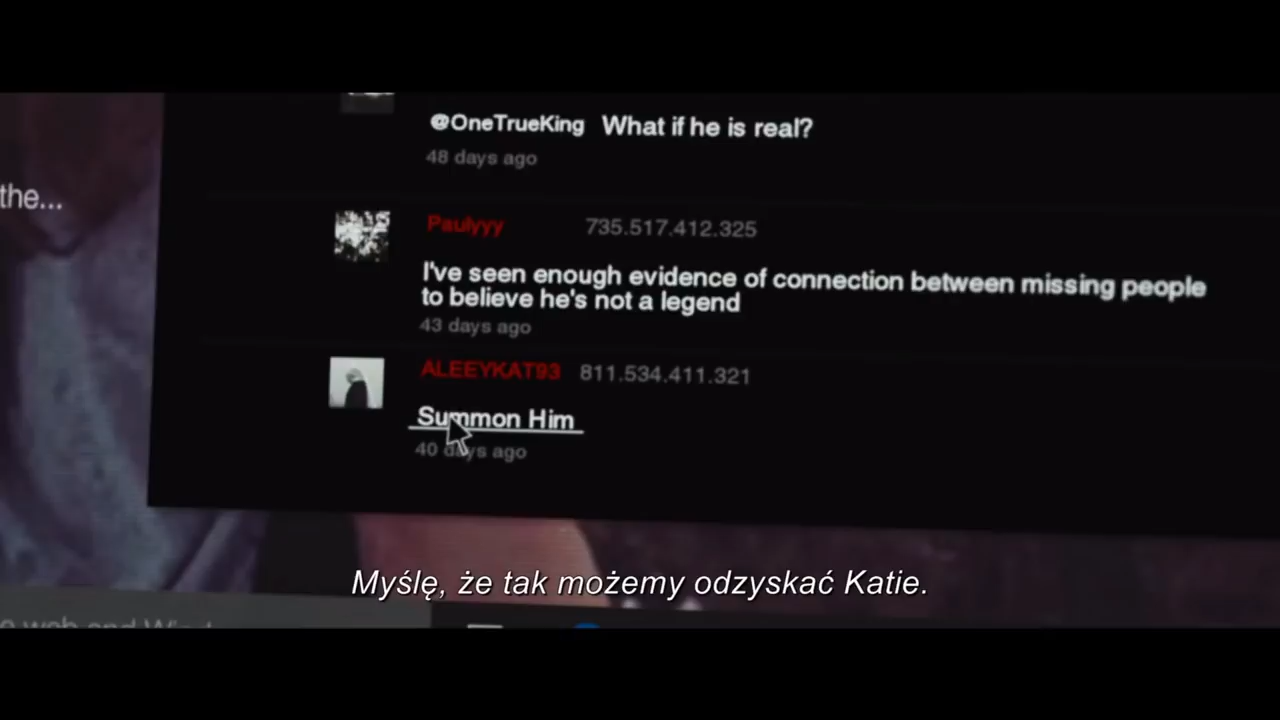 @OneTrueKing What if he is real?
48 days ago
the...
Paulyyy 735.517.412.325
I've seen enough evidence of connection between missing people
to believe he's not a legend
43 days ago
ALEEYKAT93 811.534.411.321
Summon Him
40 days ago
Myślę, że tak możemy odzyskać Katie.